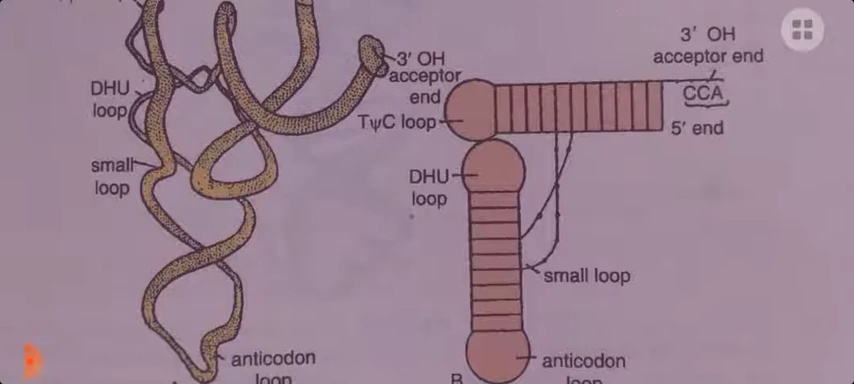 3′ OH
acceptor
end
DHU
loop
small
loop
anticodon
loop
3′ OH
acceptor end
CCA
5′ end
TψC loop
DHU
loop
small loop
anticodon
loop
B